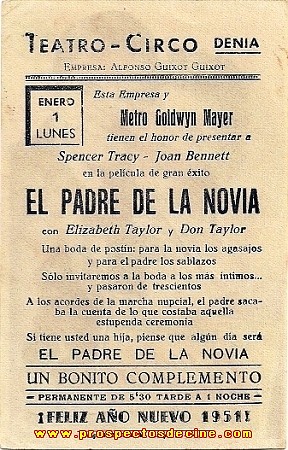 TEATRO-CIRCO DENIA
EMPRESA: ALFONSO GUIXOT GUIXOT
ENERO
1
LUNES
Esta Empresa y
Metro Goldwyn Mayer
tienen el honor de presentar a
Spencer Tracy - Joan Bennett
en la película de gran éxito
EL PADRE DE LA NOVIA
con Elizabeth Taylor y Don Taylor
Una boda de postín: para la novia los agasajos
y para el padre los sablazos
Sólo invitaremos a la boda a los más íntimos...
y pasaron de trescientos
A los acordes de la marcha nupcial, el padre saca-
ba la cuenta de lo que costaba aquella
estupenda ceremonia
Si tiene usted una hija, piense que algún día será
EL PADRE DE LA NOVIA
UN BONITO COMPLEMENTO
PERMANENTE DE 5'30 TARDE A 1 NOCHE
¡FELIZ AÑO NUEVO 1951!
www.prospectosdecine.com